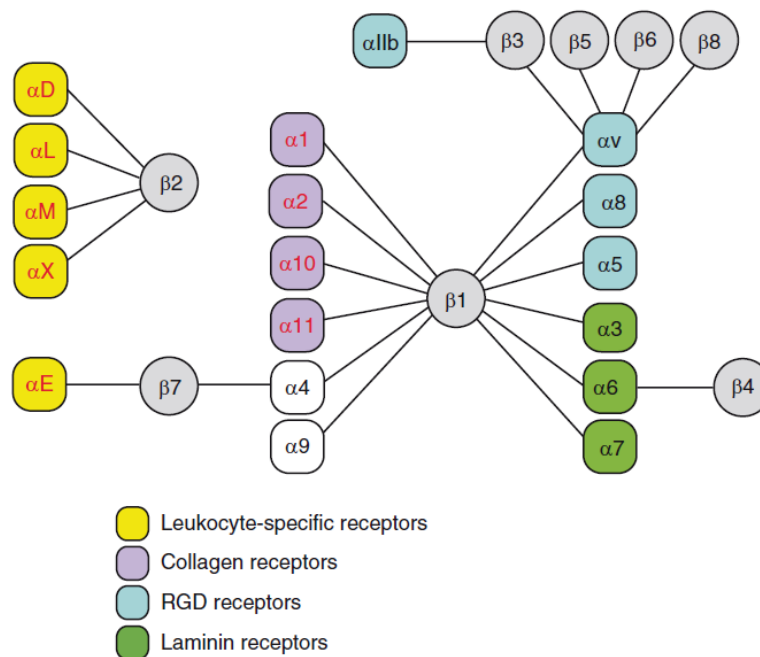 αIIb β3 β5 β6 β8
αD
αL
αM
αX
β2
α1
α2
α10
α11
α4
α9
β1
αv
α8
α5
α3
α6
α7
β4
αE
β7
Leukocyte-specific receptors
Collagen receptors
RGD receptors
Laminin receptors